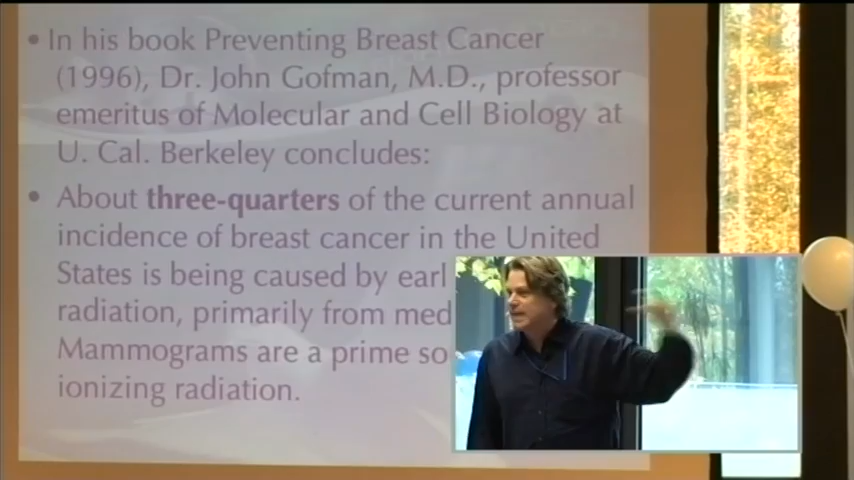 • In his book Preventing Breast Cancer
(1996), Dr. John Gofman, M.D., professor
emeritus of Molecular and Cell Biology at
U. Cal. Berkeley concludes:
• About three-quarters of the current annual
incidence of breast cancer in the United
States is being caused by earl
radiation, primarily from med
Mammograms are a prime so
ionizing radiation.